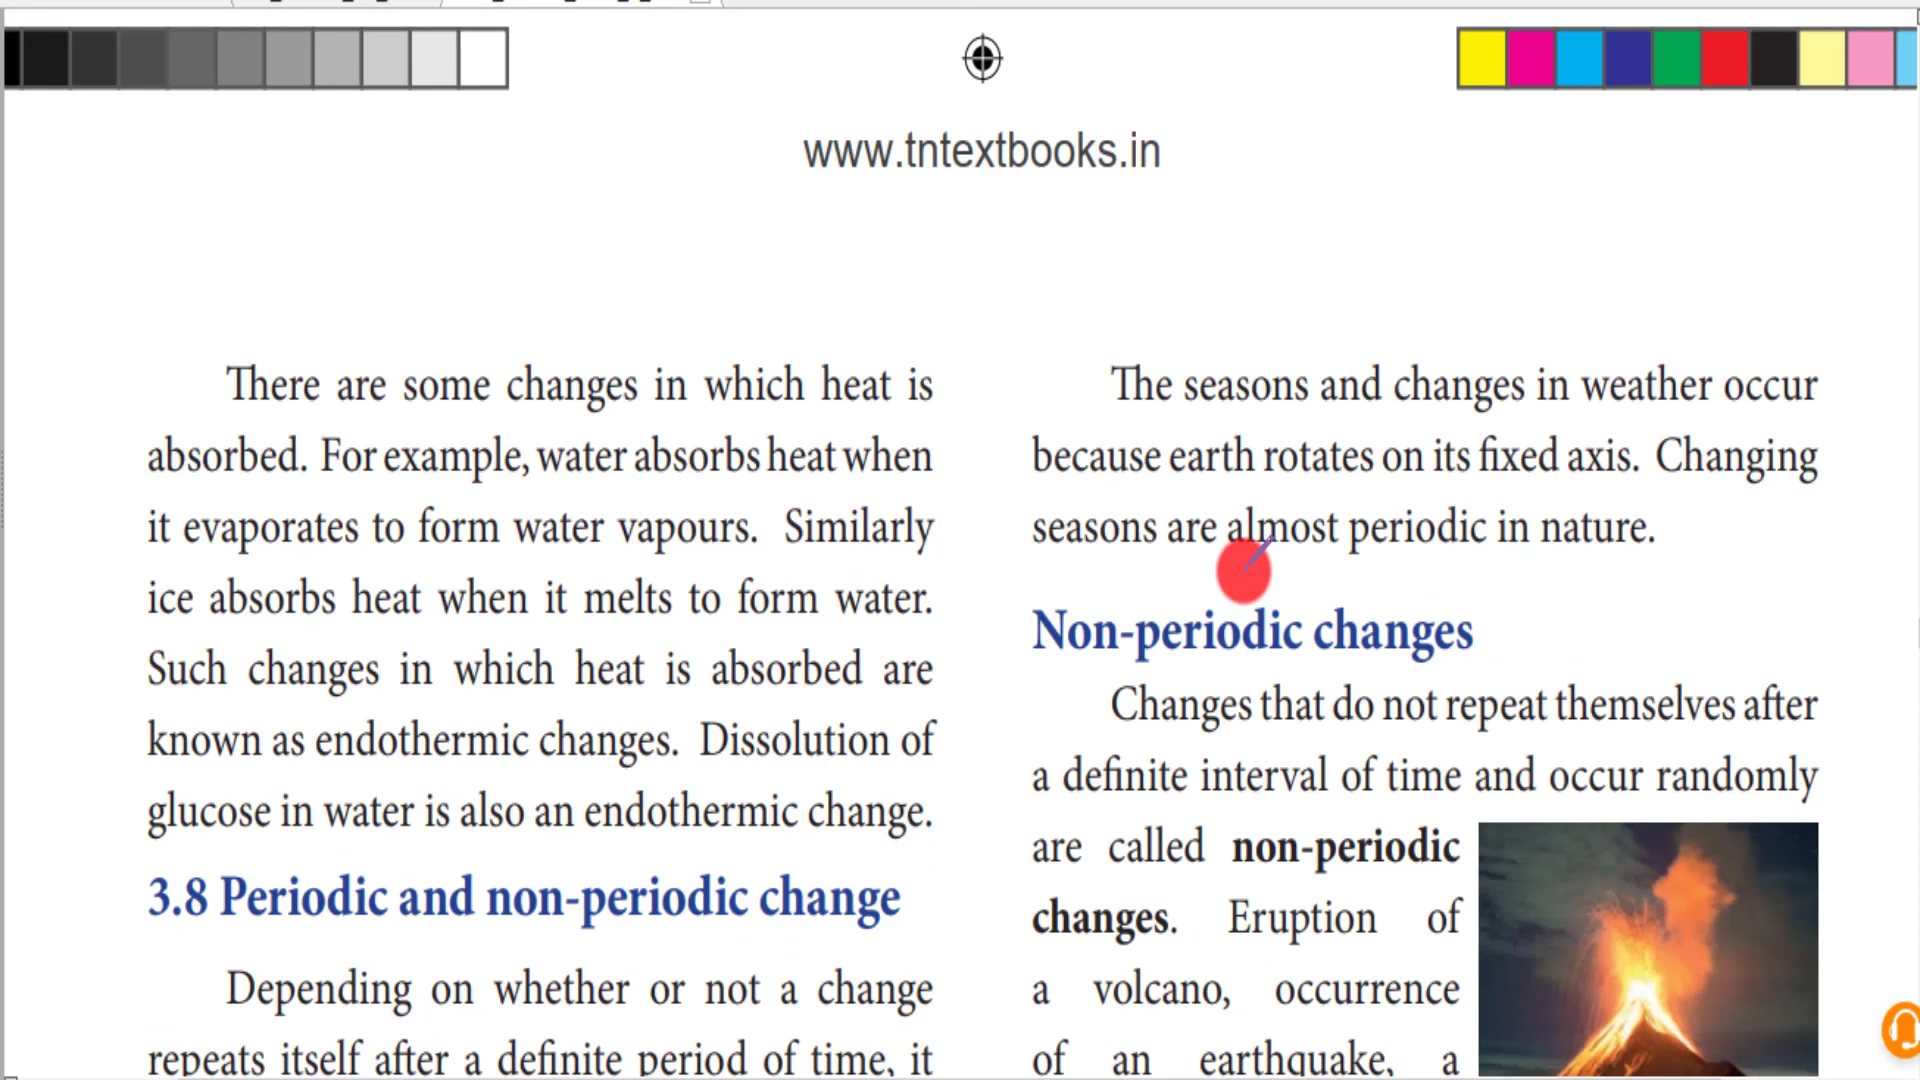 www.tntextbooks.in
There are some changes in which heat is
absorbed. For example, water absorbs heat when
it evaporates to form water vapours. Similarly
ice absorbs heat when it melts to form water.
Such changes in which heat is absorbed are
known as endothermic changes. Dissolution of
glucose in water is also an endothermic change.
3.8 Periodic and non-periodic change
Depending on whether or not a change
repeats itself after a definite period of time, it
The seasons and changes in weather occur
because earth rotates on its fixed axis. Changing
seasons are almost periodic in nature.
Non-periodic changes
Changes that do not repeat themselves after
a definite interval of time and occur randomly
are called non-periodic
changes. Eruption of
a volcano, occurrence
of an earthquake, a